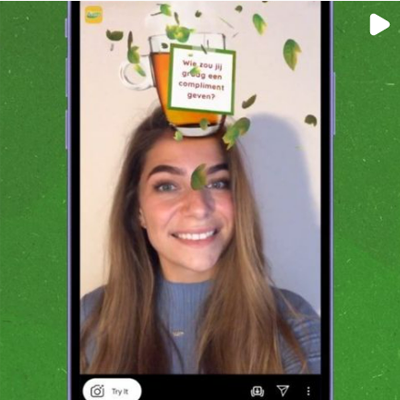 Wie zou jij
graag een
compliment
geven?
Try It